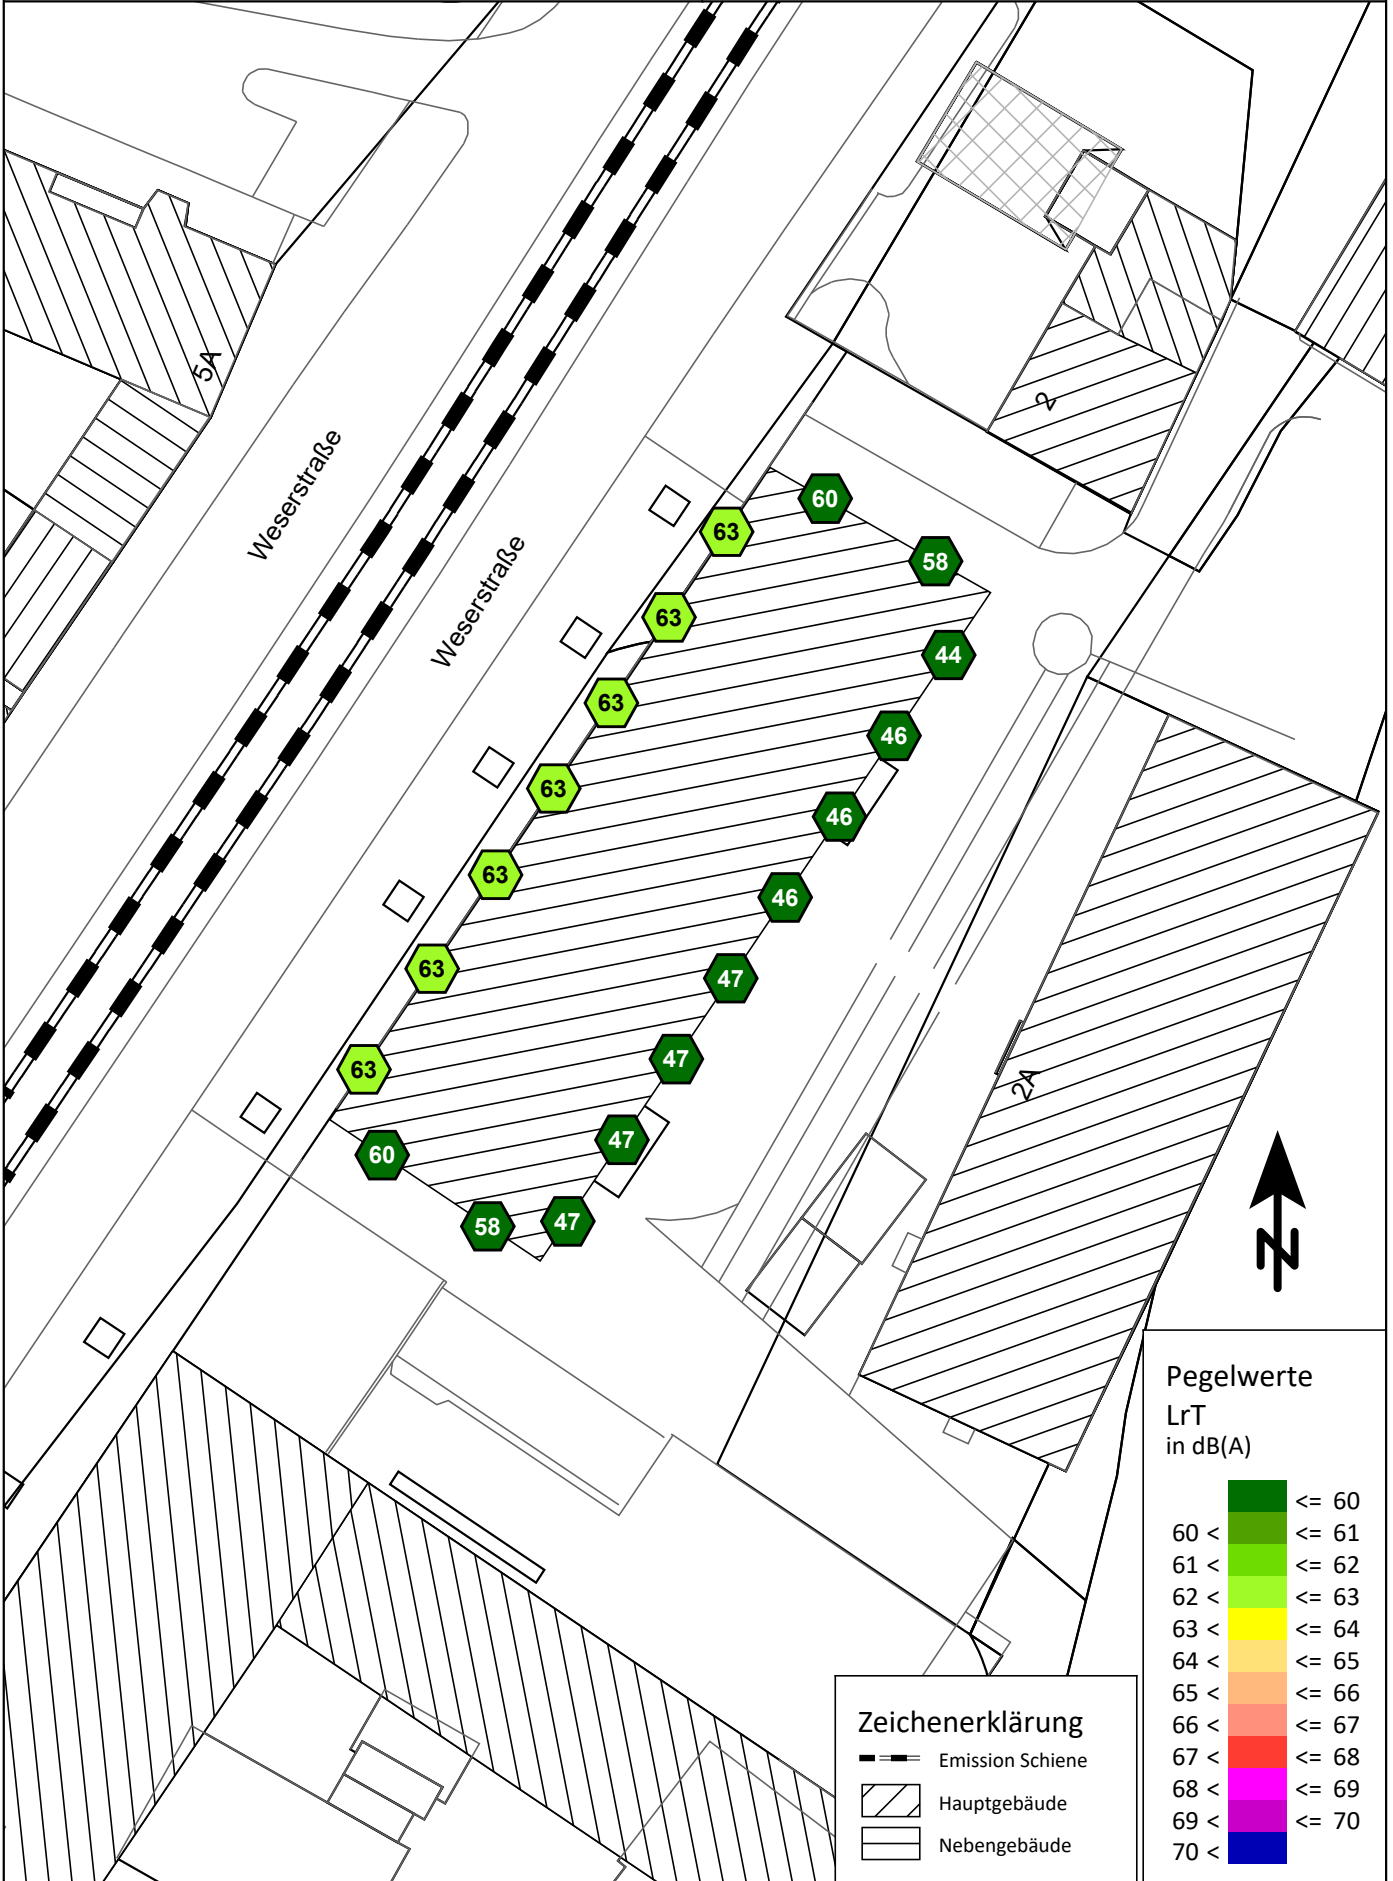 5A
Weserstraße
Weserstraße
2
60
63
58
63
44
63
46
63
46
63
46
63
47
63
47
60
47
58
47
2A
N
Pegelwerte
LrT
in dB(A)
<= 60
60 < <= 61
61 < <= 62
62 < <= 63
63 < <= 64
64 < <= 65
65 < <= 66
66 < <= 67
67 < <= 68
68 < <= 69
69 < <= 70
70 <
Zeichenerklärung
Emission Schiene
Hauptgebäude
Nebengebäude